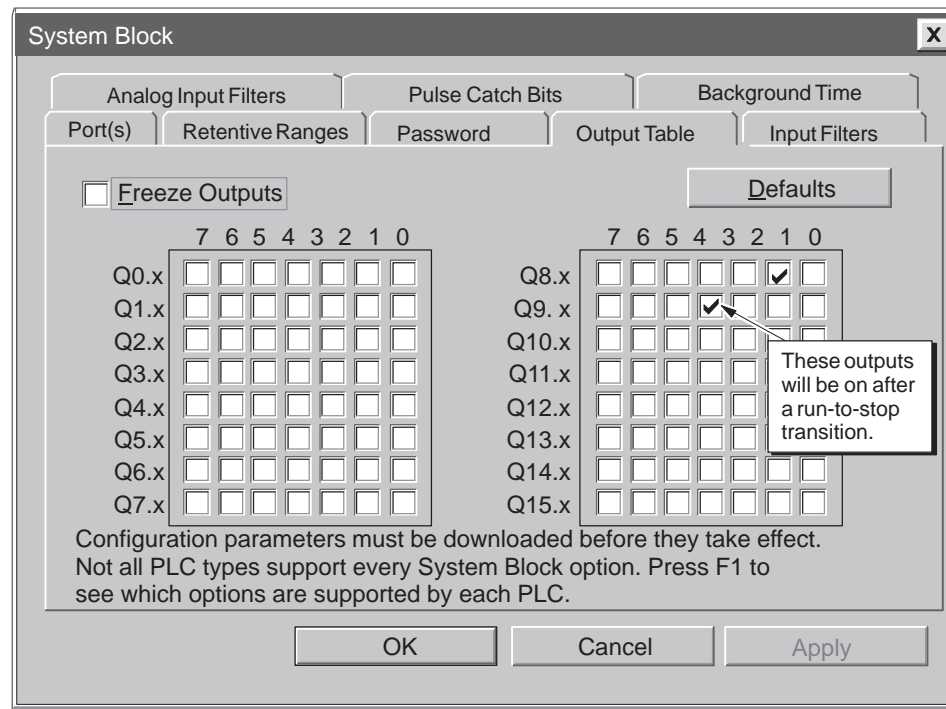 System Block
X
Analog Input Filters Pulse Catch Bits Background Time
Port(s) Retentive Ranges Password Output Table Input Filters
Freeze Outputs Defaults
7 6 5 4 3 2 1 0 7 6 5 4 3 2 1 0
Q0.x Q8.x
Q1.x Q9. x
Q2.x Q10.x
Q3.x Q11.x
Q4.x Q12.x
Q5.x Q13.x
Q6.x Q14.x
Q7.x Q15.x
These outputs
will be on after
a run-to-stop
transition.
Configuration parameters must be downloaded before they take effect.
Not all PLC types support every System Block option. Press F1 to
see which options are supported by each PLC.
OK Cancel Apply